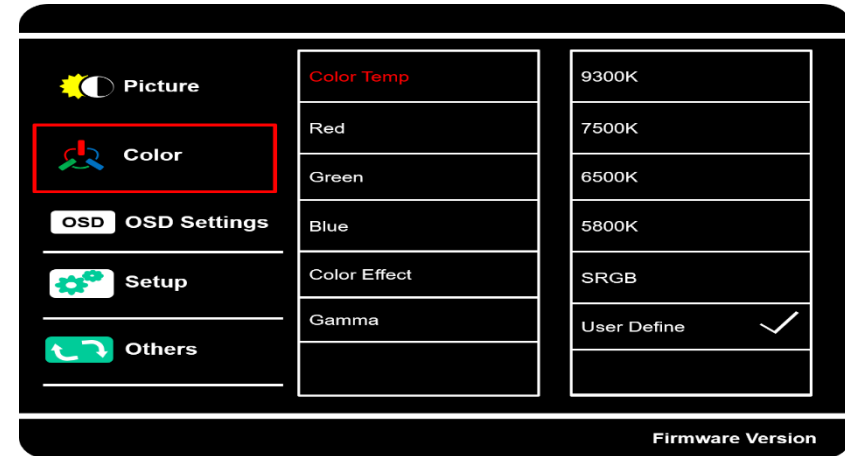 Picture
Color
OSD OSD Settings
Setup
Others
Color Temp
Red
Green
Blue
Color Effect
Gamma
9300K
7500K
6500K
5800K
SRGB
User Define
Firmware Version